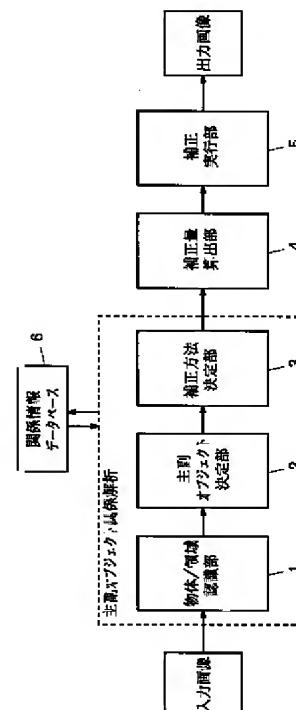 入力画像
物体/領域
認識部
1
主副
オブジェクト
決定部
2
補正方法
決定部
3
主副オブジェクト関係解析
関係情報
データベース
6
補正量
算出部
4
補正
実行部
5
出力画像